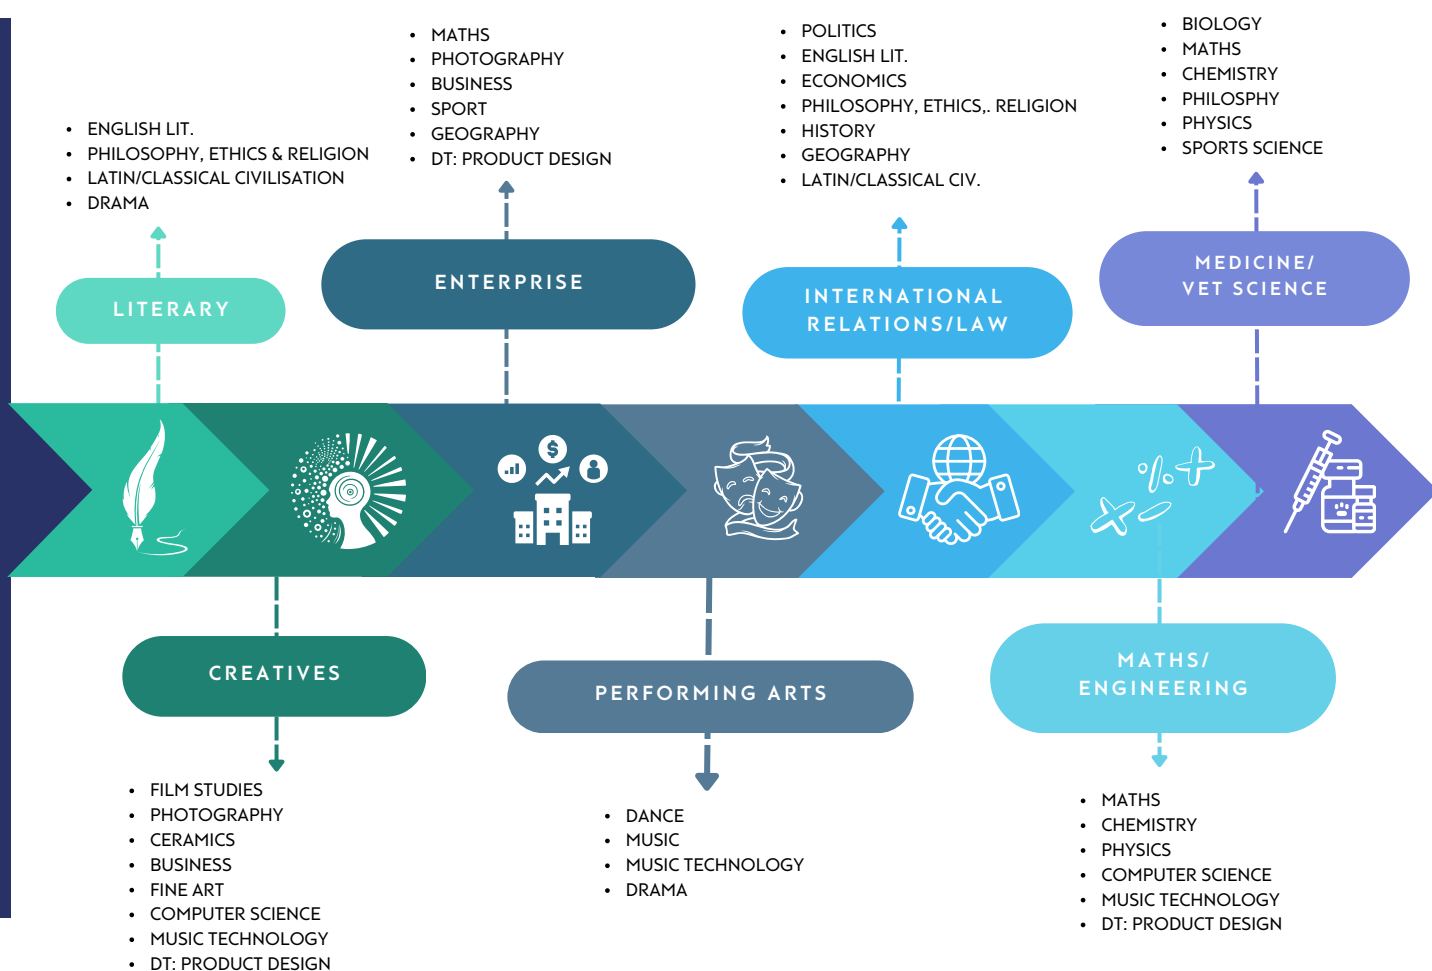 ENGLISH LIT.
PHILOSOPHY, ETHICS & RELIGION
LATIN/CLASSICAL CIVILISATION
DRAMA
LITERARY
MATHS
PHOTOGRAPHY
BUSINESS
SPORT
GEOGRAPHY
DT: PRODUCT DESIGN
ENTERPRISE
POLITICS
ENGLISH LIT.
ECONOMICS
PHILOSOPHY, ETHICS,. RELIGION
HISTORY
GEOGRAPHY
LATIN/CLASSICAL CIV.
INTERNATIONAL
RELATIONS/LAW
BIOLOGY
MATHS
CHEMISTRY
PHILOSPHY
PHYSICS
SPORTS SCIENCE
MEDICINE/
VET SCIENCE
CREATIVES
FILM STUDIES
PHOTOGRAPHY
CERAMICS
BUSINESS
FINE ART
COMPUTER SCIENCE
MUSIC TECHNOLOGY
DT: PRODUCT DESIGN
PERFORMING ARTS
DANCE
MUSIC
MUSIC TECHNOLOGY
DRAMA
MATHS/
ENGINEERING
MATHS
CHEMISTRY
PHYSICS
COMPUTER SCIENCE
MUSIC TECHNOLOGY
DT: PRODUCT DESIGN